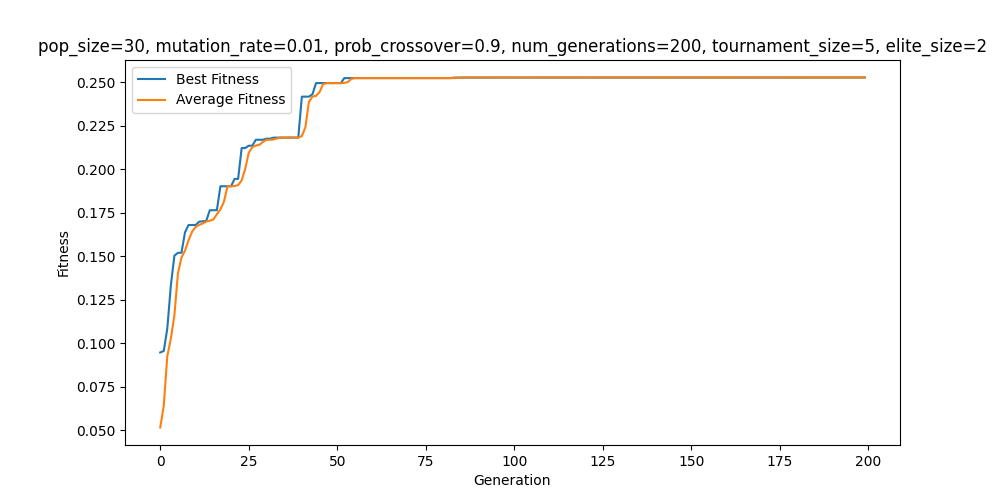 pop_size=30, mutation_rate=0.01, prob_crossover=0.9, num_generations=200, tournament_size=5, elite_size=2
Best Fitness
Average Fitness
0.250
0.225
0.200
0.175
0.150
0.125
0.100
0.075
0.050
Fitness
0 25 50 75 100 125 150 175 200
Generation